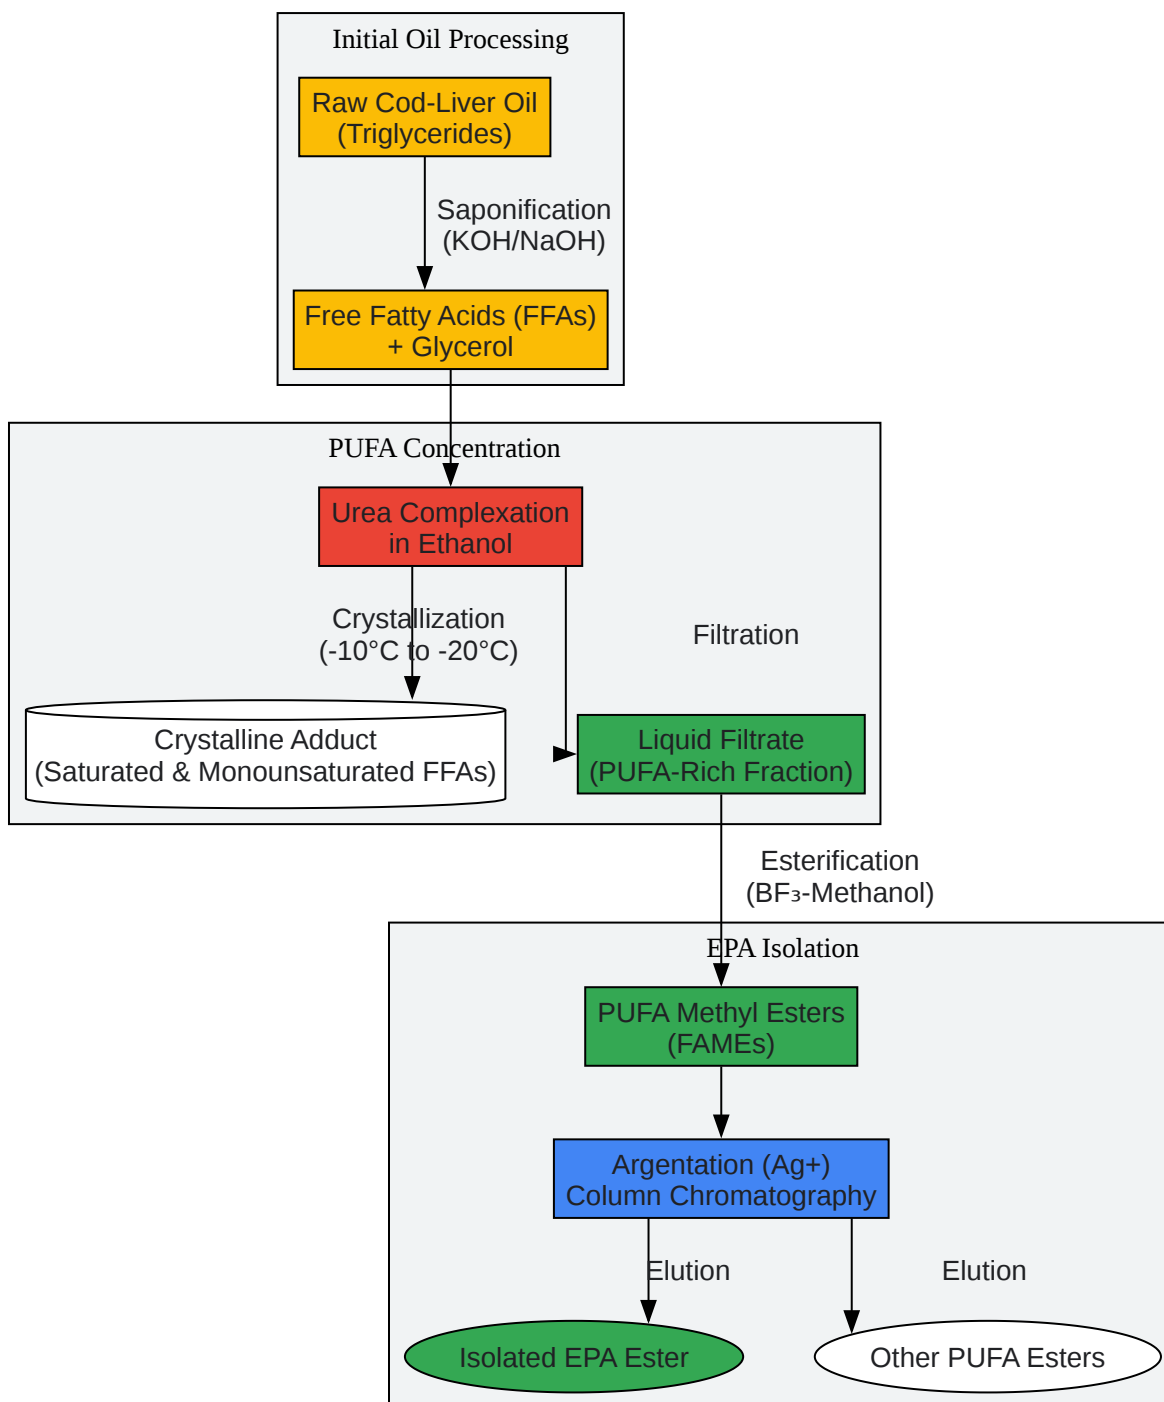 Initial Oil Processing
Raw Cod-Liver Oil
(Triglycerides)
Saponification
(KOH/NaOH)
Free Fatty Acids (FFAs)
+ Glycerol
PUFA Concentration
Urea Complexation
in Ethanol
Crystallization
(-10°C to -20°C)
Filtration
Crystalline Adduct
(Saturated & Monounsaturated FFAs)
Liquid Filtrate
(PUFA-Rich Fraction)
Esterification
(BF₃-Methanol)
EPA Isolation
PUFA Methyl Esters
(FAMEs)
Argentation (Ag+)
Column Chromatography
Elution
Elution
Isolated EPA Ester
Other PUFA Esters